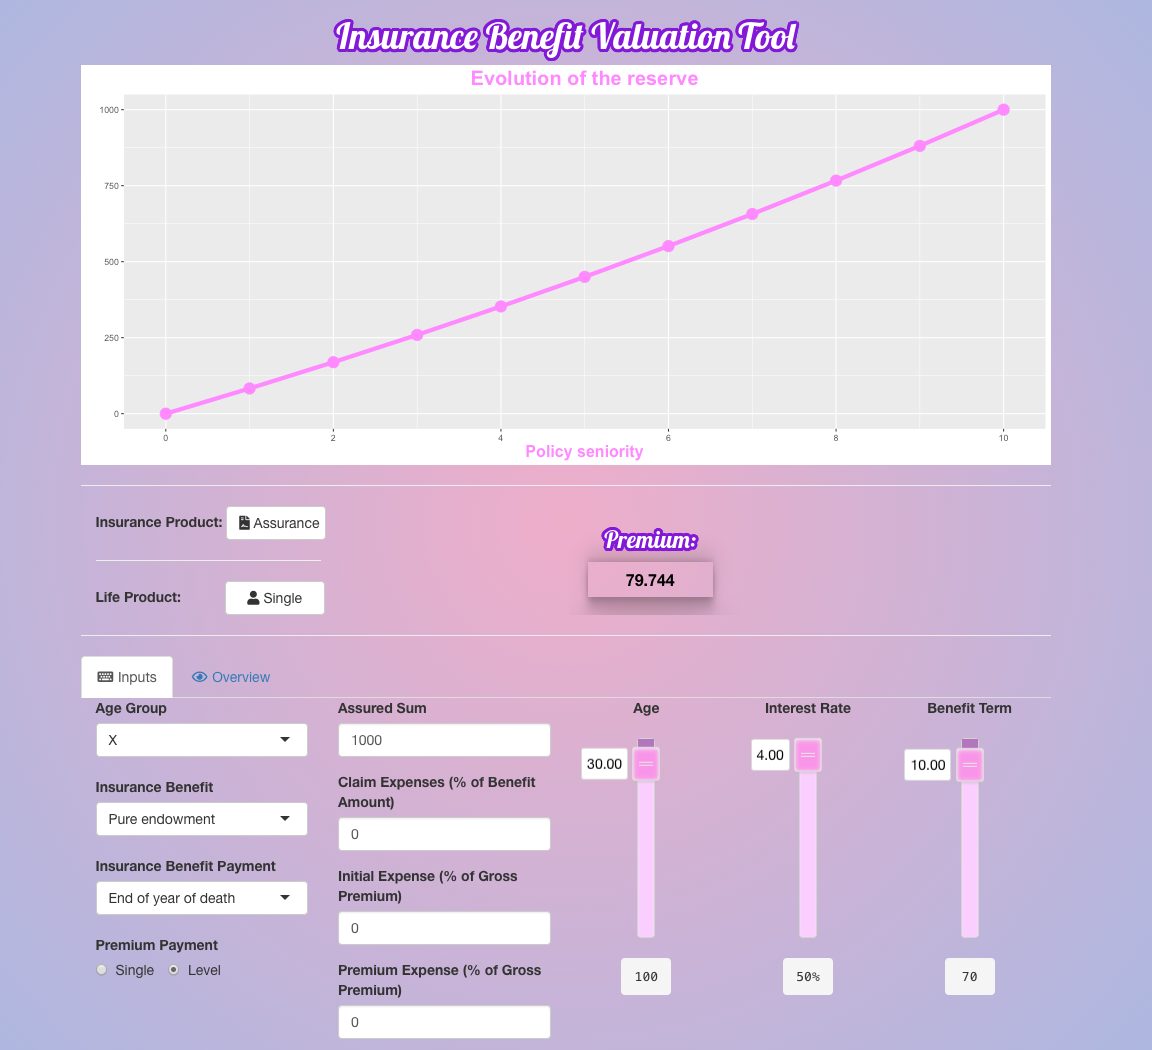 Insurance Benefit Valuation Tool
Evolution of the reserve
1000
750
500
250
0
0 2 4 6 8 10
Policy seniority
Insurance Product: Assurance
Premium:
79.744
Life Product: Single
Inputs Overview
Age Group
X
Insurance Benefit
Pure endowment
Insurance Benefit Payment
End of year of death
Premium Payment
Single Level
Assured Sum
1000
Claim Expenses (% of Benefit
Amount)
0
Initial Expense (% of Gross
Premium)
0
Premium Expense (% of Gross
Premium)
0
Age Interest Rate Benefit Term
30.00 4.00 10.00
100 50% 70